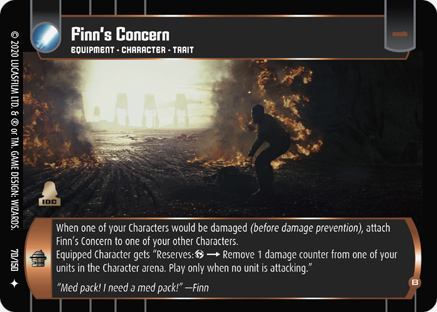 Finn's Concern
EQUIPMENT - CHARACTER - TRAIT
© 2020 LUCASFILM LTD. & ® or TM. GAME DESIGN: WIZARDS.
70/150
IDC
When one of your Characters would be damaged (before damage prevention), attach
Finn's Concern to one of your other Characters.
Equipped Character gets "Reserves: → Remove 1 damage counter from one of your
units in the Character arena. Play only when no unit is attacking."
"Med pack! I need a med pack!" —Finn
B